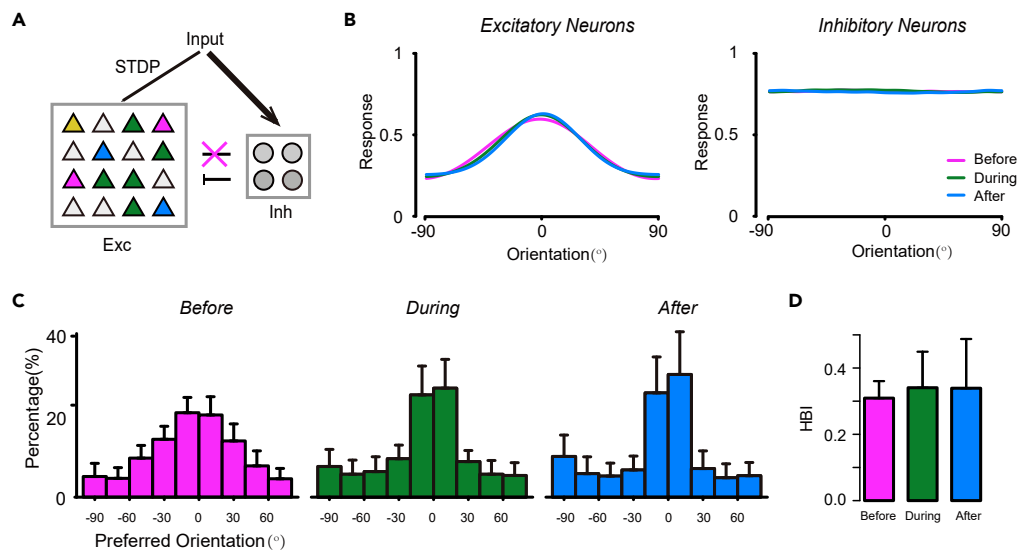 A
Input
STDP
Exc
Inh
B
Excitatory Neurons
Inhibitory Neurons
1
0.5
0
Response
-90
0
90
Orientation(°)
1
0.5
0
Response
-90
0
90
Orientation(°)
Before
During
After
C
Before
During
After
40
20
0
Percentage(%)
-90
-60
-30
0
30
60
-90
-60
-30
0
30
60
-90
-60
-30
0
30
60
Preferred Orientation(°)
D
0.4
0.2
0.0
HBI
Before
During
After